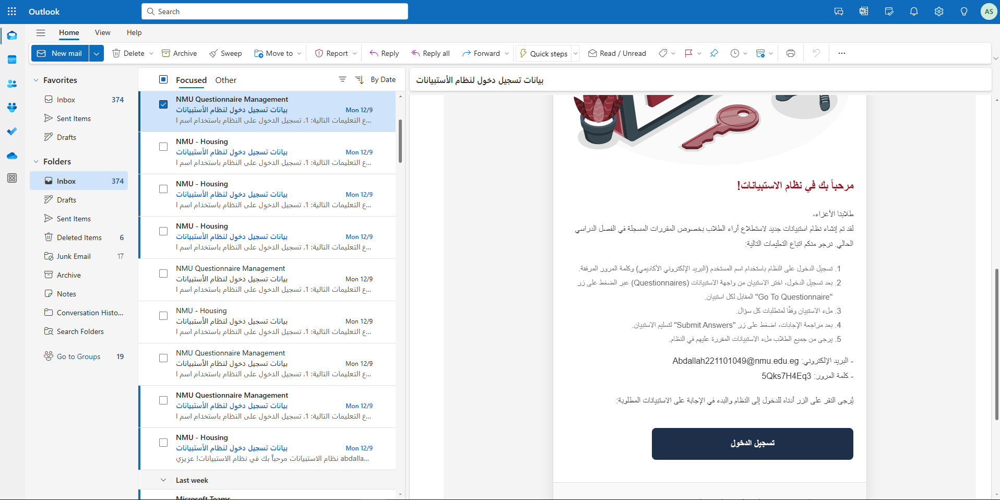 Outlook
Search
AS
Home
View
Help
New mail
Delete
Archive
Sweep
Move to
Report
Reply
Reply all
Forward
Quick steps
Read / Unread
Favorites
Inbox 374
Sent Items
Drafts
Folders
Inbox 374
Drafts
Sent Items
Deleted Items 6
Junk Email 17
Archive
Notes
Conversation Histo...
Search Folders
Go to Groups 19
Focused
Other
By Date
NMU Questionnaire Management
بيانات تسجيل دخول لنظام الأستبيانات Mon 12/9
ع التعليمات التالية: 1. تسجيل الدخول على النظام باستخدام اسم ا...
NMU - Housing
بيانات تسجيل دخول لنظام الأستبيانات Mon 12/9
ع التعليمات التالية: 1. تسجيل الدخول على النظام باستخدام اسم ا...
NMU - Housing
بيانات تسجيل دخول لنظام الأستبيانات Mon 12/9
ع التعليمات التالية: 1. تسجيل الدخول على النظام باستخدام اسم ا...
NMU - Housing
بيانات تسجيل دخول لنظام الأستبيانات Mon 12/9
ع التعليمات التالية: 1. تسجيل الدخول على النظام باستخدام اسم ا...
NMU Questionnaire Management
بيانات تسجيل دخول لنظام الأستبيانات Mon 12/9
ع التعليمات التالية: 1. تسجيل الدخول على النظام باستخدام اسم ا...
NMU - Housing
بيانات تسجيل دخول لنظام الأستبيانات Mon 12/9
ع التعليمات التالية: 1. تسجيل الدخول على النظام باستخدام اسم ا...
NMU Questionnaire Management
بيانات تسجيل دخول لنظام الأستبيانات Mon 12/9
ع التعليمات التالية: 1. تسجيل الدخول على النظام باستخدام اسم ا...
NMU Questionnaire Management
بيانات تسجيل دخول لنظام الأستبيانات Mon 12/9
ع التعليمات التالية: 1. تسجيل الدخول على النظام باستخدام اسم ا...
NMU - Housing
بيانات تسجيل دخول لنظام الأستبيانات Mon 12/9
نظام الاستبيانات مرحباً بك في نظام الاستبيانات! عزيزي abdalla...
Last week
Microsoft Teams
بيانات تسجيل دخول لنظام الأستبيانات
مرحباً بك في نظام الاستبيانات!
طلابنا الأعزاء،
لقد تم إنشاء نظام استبيانات جديد لاستطلاع آراء الطلاب بخصوص المقررات المسجلة في الفصل الدراسي
الحالي. نرجو منكم اتباع التعليمات التالية:
1. تسجيل الدخول على النظام باستخدام اسم المستخدم (البريد الإلكتروني الأكاديمي) وكلمة المرور المرفقة.
2. بعد تسجيل الدخول، اختر الاستبيان من واجهة الاستبيانات (Questionnaires) عبر الضغط على زر
"Go To Questionnaire" المقابل لكل استبيان.
3. ملء الاستبيان وفقًا لمتطلبات كل سؤال.
4. بعد مراجعة الإجابات، اضغط على زر "Submit Answers" لتسليم الاستبيان.
5. يرجى من جميع الطلاب ملء الاستبيانات المقررة عليهم في النظام.
- البريد الإلكتروني: Abdallah221101049@nmu.edu.eg
- كلمة المرور: 5Qks7H4Eq3
يُرجى النقر على الزر أدناه للدخول إلى النظام والبدء في الإجابة على الاستبيانات المطلوبة:
تسجيل الدخول